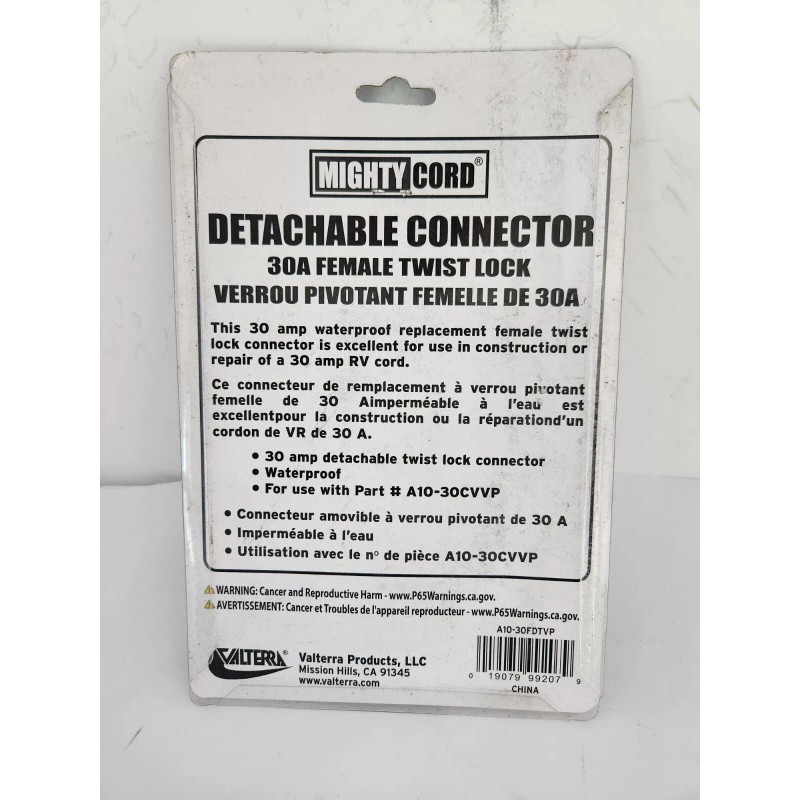 MIGHTY CORD®
DETACHABLE CONNECTOR
30A FEMALE TWIST LOCK
VERROU PIVOTANT FEMELLE DE 30A
This 30 amp waterproof replacement female twist
lock connector is excellent for use in construction or
repair of a 30 amp RV cord.
Ce connecteur de remplacement à verrou pivotant
femelle de 30 Aimperméable à l'eau est
excellentpour la construction ou la réparationd'un
cordon de VR de 30 A.
• 30 amp detachable twist lock connector
• Waterproof
• For use with Part # A10-30CVVP
• Connecteur amovible à verrou pivotant de 30 A
• Imperméable à l'eau
• Utilisation avec le nº de pièce A10-30CVVP
⚠WARNING: Cancer and Reproductive Harm - www.P65Warnings.ca.gov.
⚠AVERTISSEMENT: Cancer et Troubles de l'appareil reproducteur - www.P65Warnings.ca.gov.
A10-30FDTVP
VALTERRA®
Valterra Products, LLC
Mission Hills, CA 91345
www.valterra.com
0 19079 99207 9
CHINA